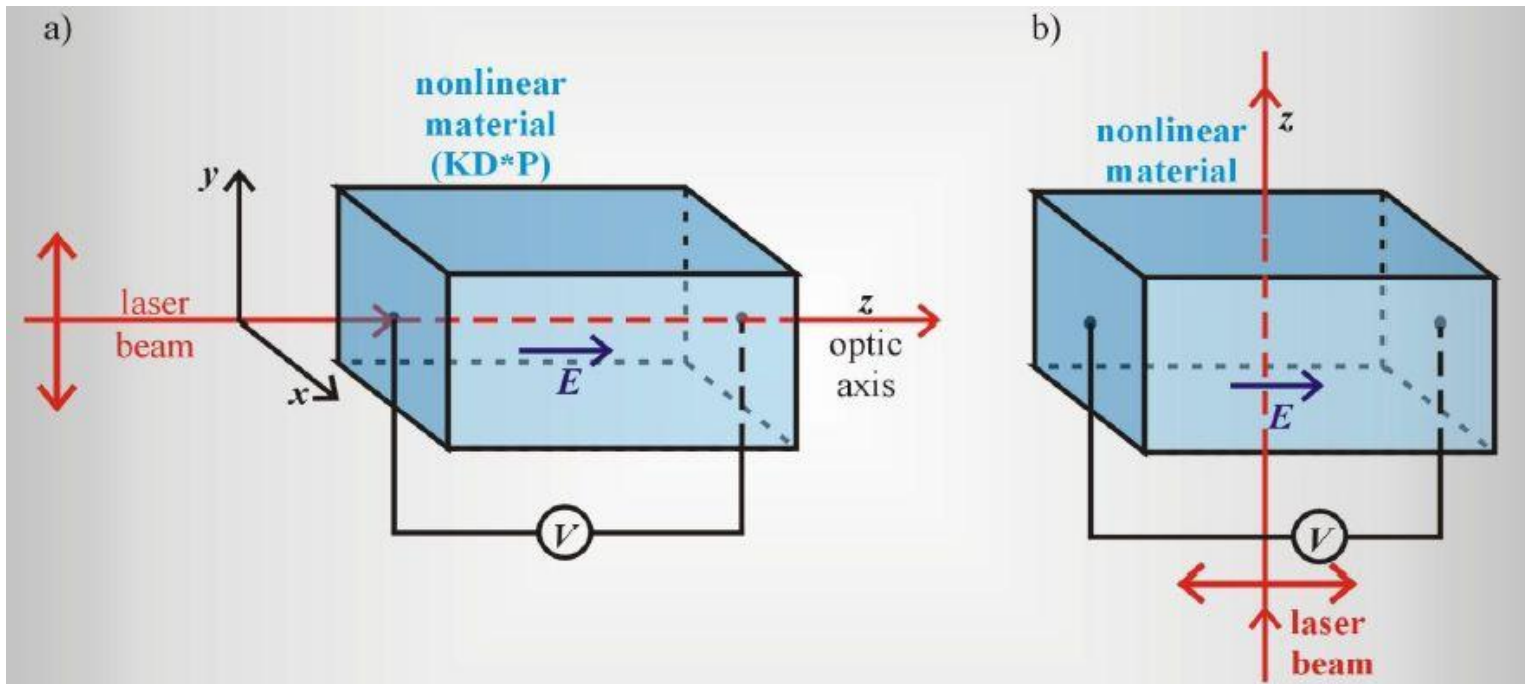 a)
nonlinear
material
(KD*P)
y
laser
beam
x
E
z
optic
axis
V
b)
z
nonlinear
material
E
V
laser
beam